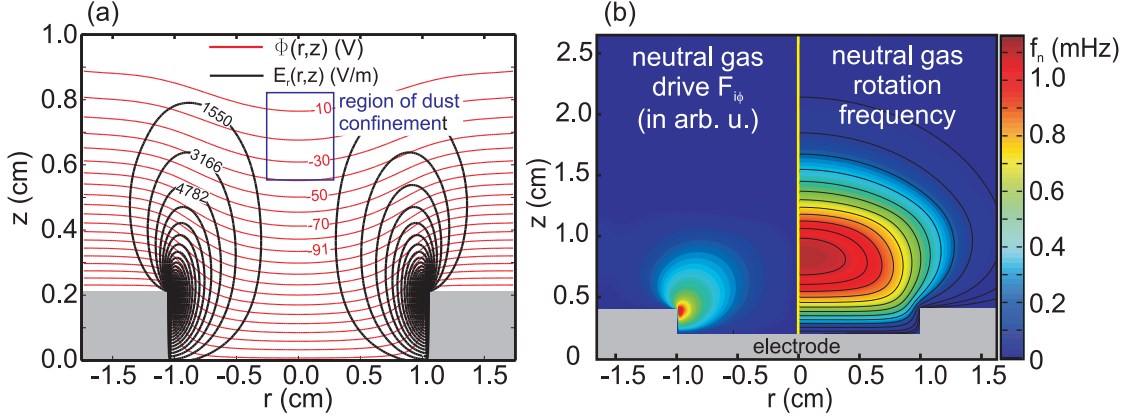 (a)
Φ(r,z) (V)
E_r(r,z) (V/m)
1550
3166
4782
-10
-30
-50
-70
-91
region of dust
confinement
z (cm)
1.0
0.8
0.6
0.4
0.2
0.0
-1.5 -1.0 -0.5 0.0 0.5 1.0 1.5
r (cm)
(b)
neutral gas
drive F_iϕ
(in arb. u.)
neutral gas
rotation
frequency
electrode
z (cm)
2.5
2.0
1.5
1.0
0.5
0
-1.5 -1.0 -0.5 0.0 0.5 1.0 1.5
r (cm)
f_n (mHz)
1.0
0.8
0.6
0.4
0.2
0